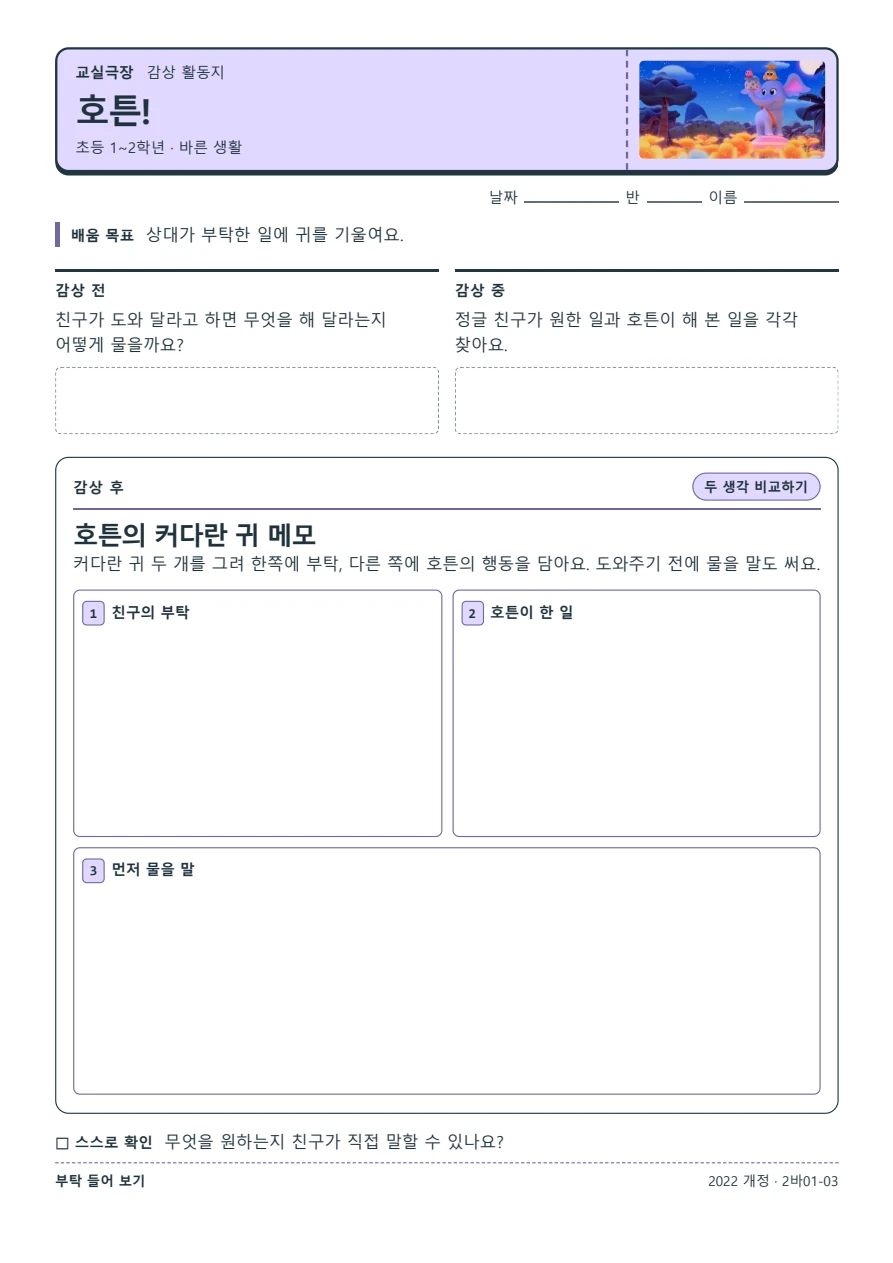 교실극장 감상 활동지
호튼!
초등 1~2학년 · 바른 생활
날짜 반 이름
배움 목표 상대가 부탁한 일에 귀를 기울여요.
감상 전
친구가 도와 달라고 하면 무엇을 해 달라는지
어떻게 물을까요?
감상 중
정글 친구가 원한 일과 호튼이 해 본 일을 각각
찾아요.
감상 후
두 생각 비교하기
호튼의 커다란 귀 메모
커다란 귀 두 개를 그려 한쪽에 부탁, 다른 쪽에 호튼의 행동을 담아요. 도와주기 전에 물을 말도 써요.
1 친구의 부탁
2 호튼이 한 일
3 먼저 물을 말
□ 스스로 확인 무엇을 원하는지 친구가 직접 말할 수 있나요?
부탁 들어 보기
2022 개정 · 2바01-03